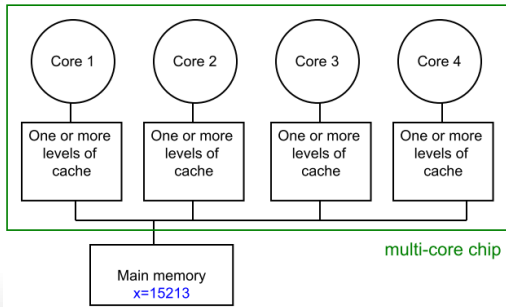 Core 1
Core 2
Core 3
Core 4
One or more
levels of
cache
One or more
levels of
cache
One or more
levels of
cache
One or more
levels of
cache
multi-core chip
Main memory
x=15213